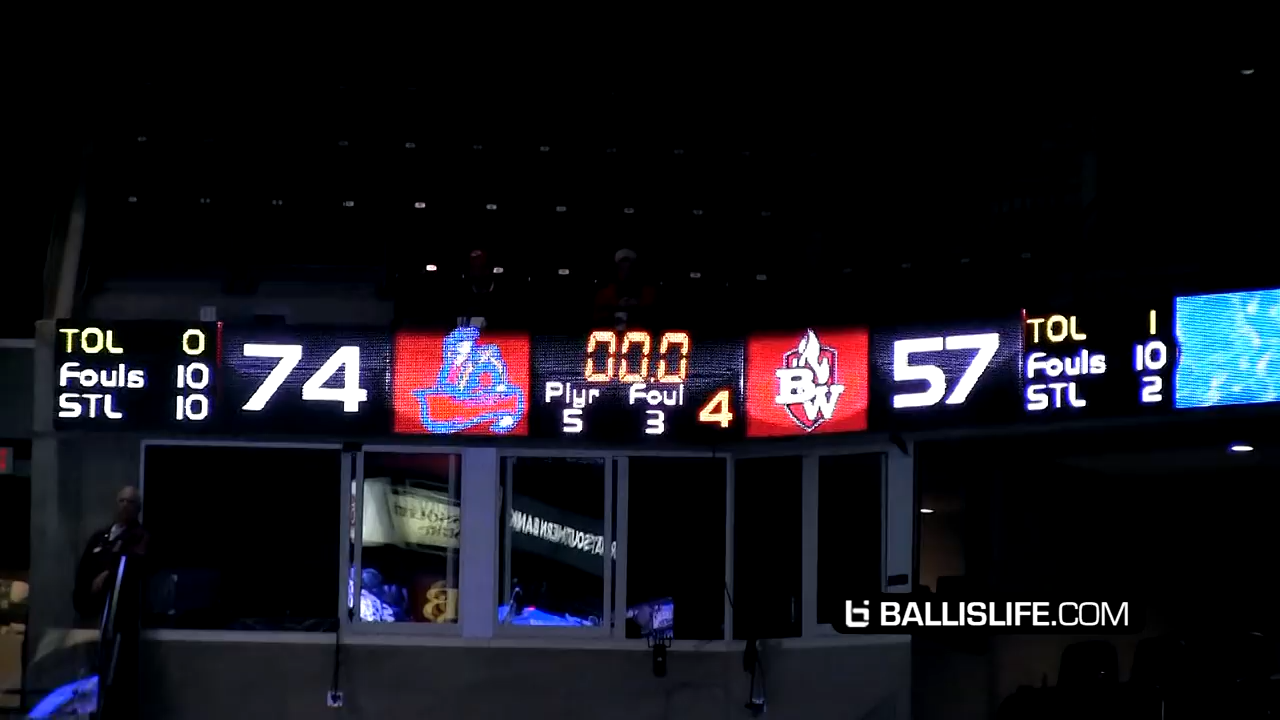 TOL 0
Fouls 10
STL 10
74
00.0
Plyr Foul
5 3
4
BW
57
TOL 1
Fouls 10
STL 2
BALLISLIFE.COM